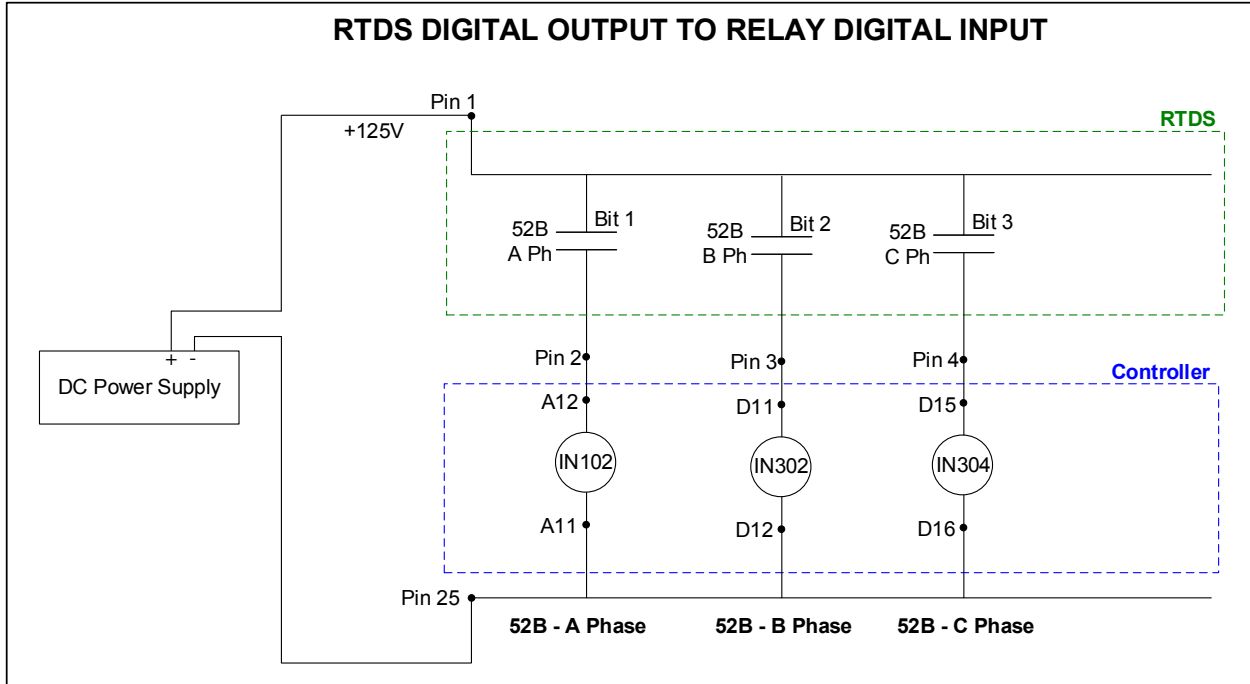 RTDS DIGITAL OUTPUT TO RELAY DIGITAL INPUT
Pin 1
+125V
RTDS
52B
A Ph
Bit 1
52B
B Ph
Bit 2
52B
C Ph
Bit 3
+ -
DC Power Supply
Pin 2
Pin 3
Pin 4
Controller
A12
D11
D15
IN102
IN302
IN304
A11
D12
D16
Pin 25
52B - A Phase
52B - B Phase
52B - C Phase